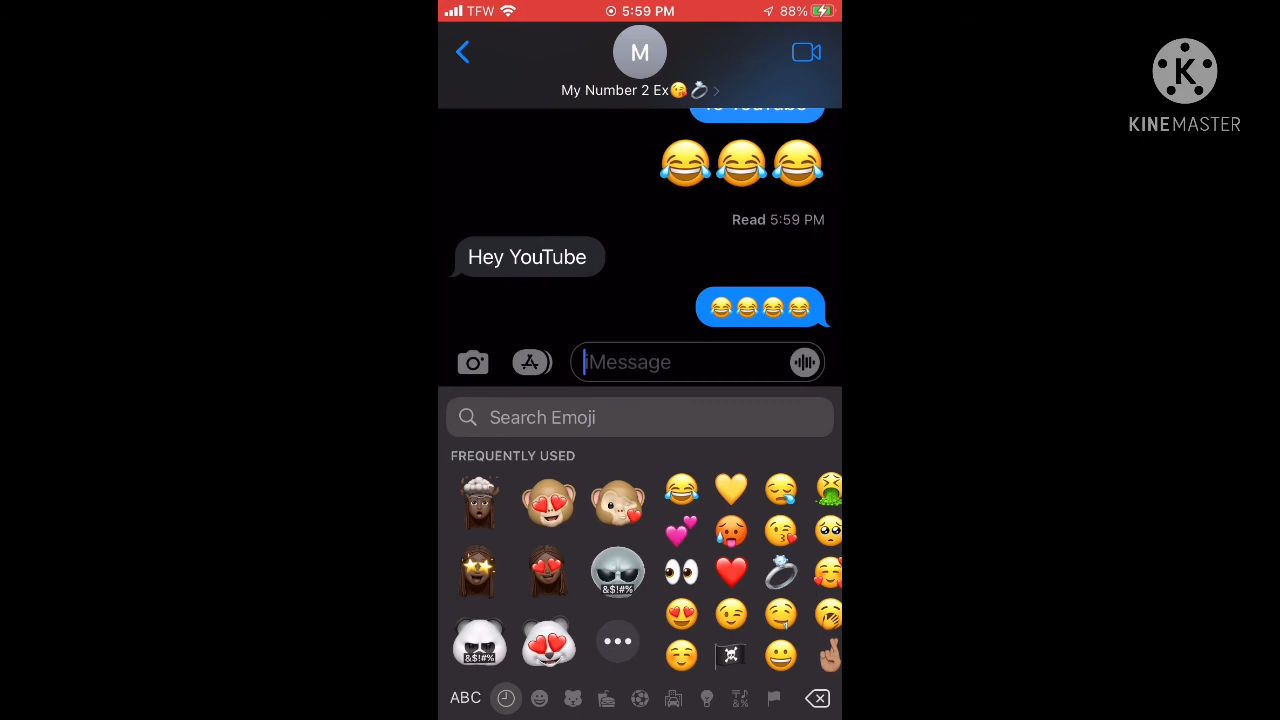 TFW 5:59 PM 88%
M
K
My Number 2 Ex😘💍
KINEMASTER
YouTube
😂😂😂
Read 5:59 PM
Hey YouTube
😂😂😂😂
iMessage
Search Emoji
FREQUENTLY USED
&$!#%
&$!#%
ABC